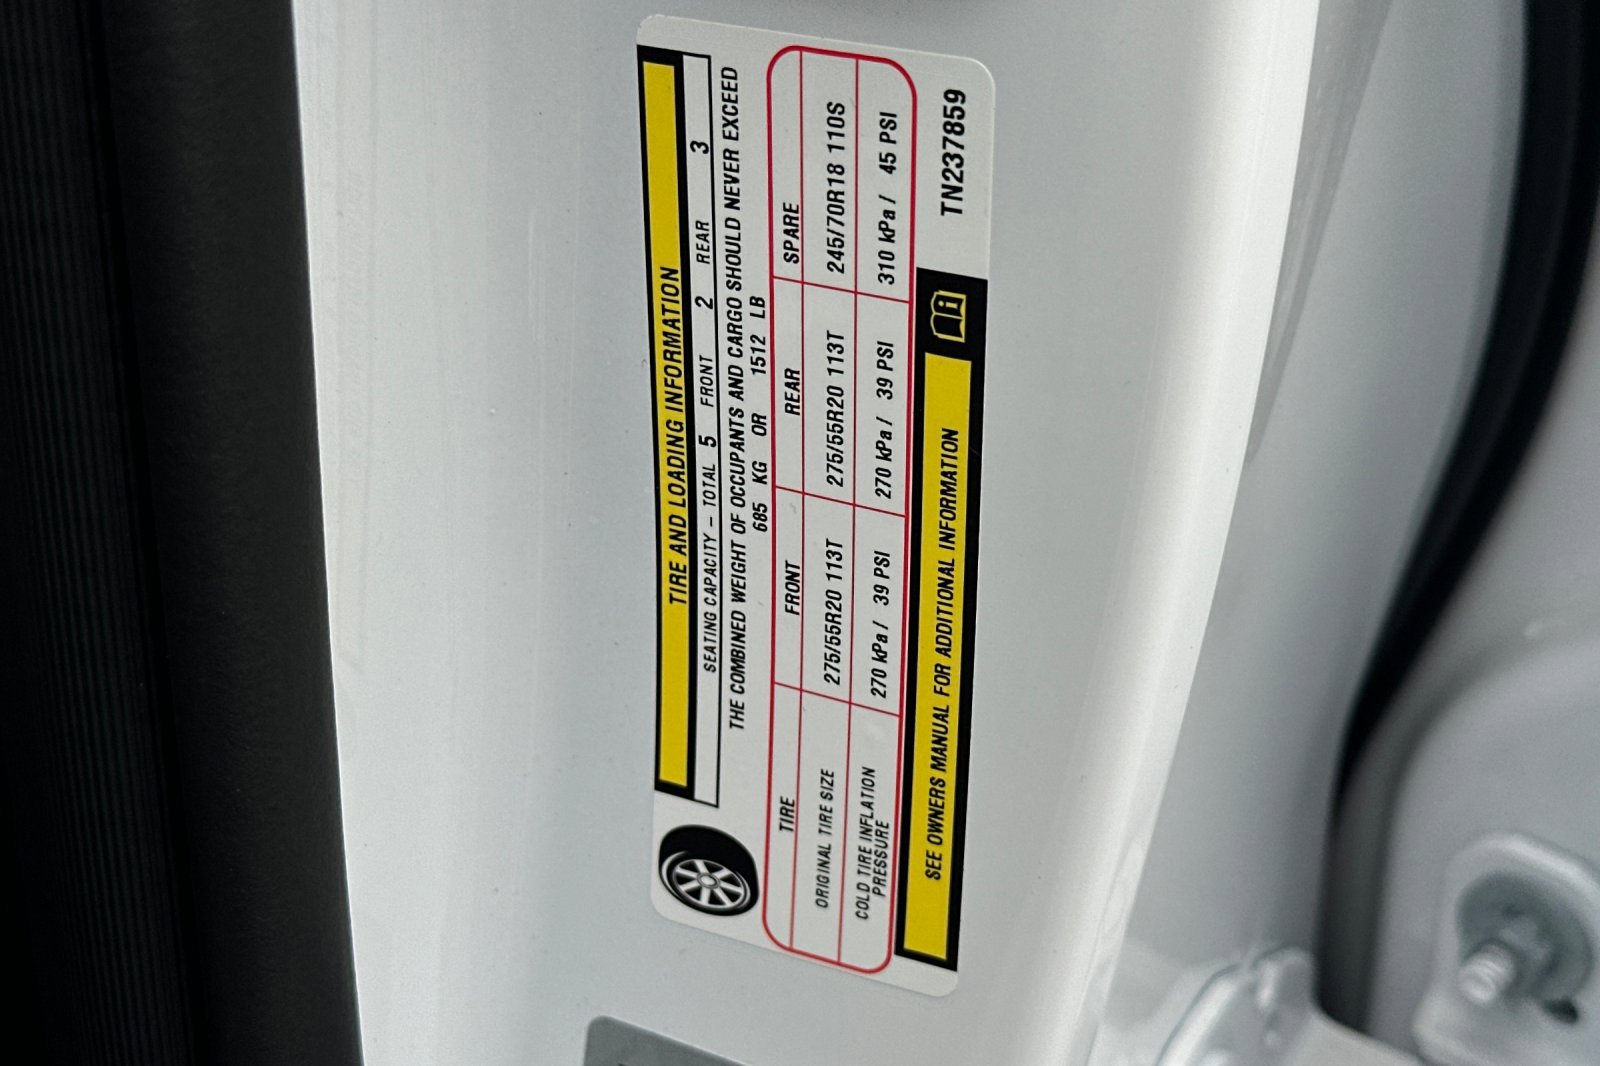 TIRE AND LOADING INFORMATION
SEATING CAPACITY – TOTAL 5 FRONT 2 REAR 3
THE COMBINED WEIGHT OF OCCUPANTS AND CARGO SHOULD NEVER EXCEED
685 KG OR 1512 LB
TIRE FRONT REAR SPARE
ORIGINAL TIRE SIZE 275/55R20 113T 275/55R20 113T 245/70R18 110S
COLD TIRE INFLATION PRESSURE 270 kPa / 39 PSI 270 kPa / 39 PSI 310 kPa / 45 PSI
SEE OWNERS MANUAL FOR ADDITIONAL INFORMATION
TN237859